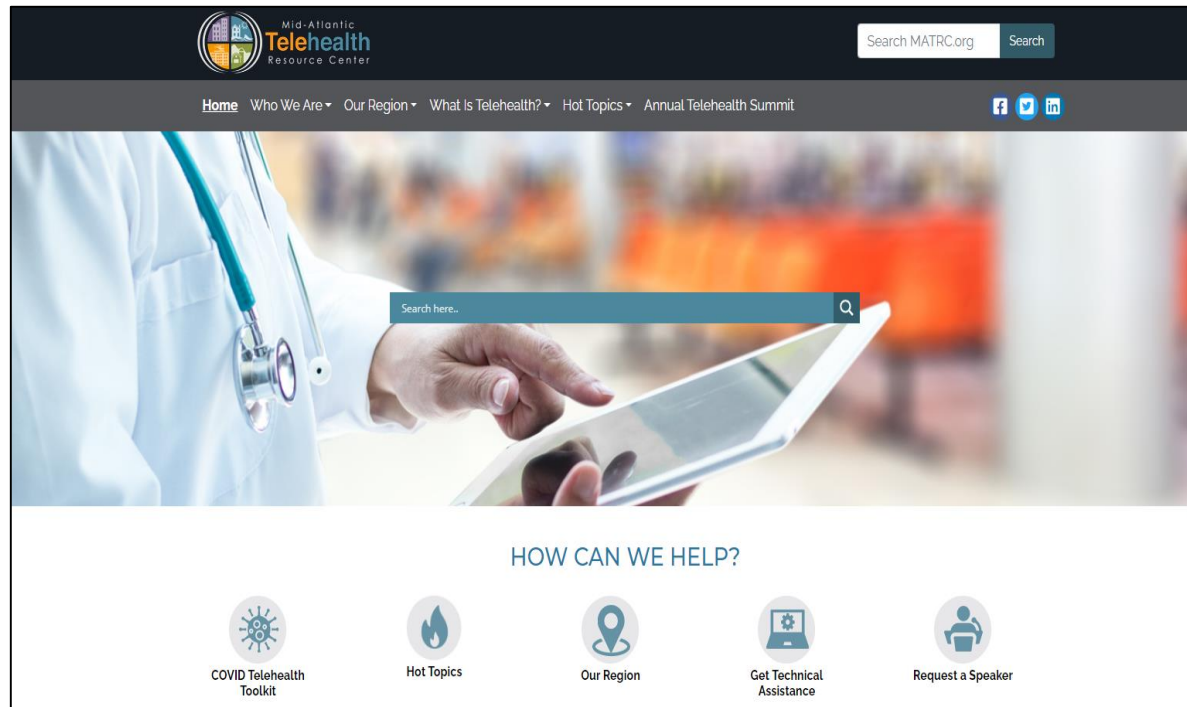 Mid-Atlantic
Telehealth
Resource Center
Search MATRC.org
Search
Home Who We Are Our Region What Is Telehealth? Hot Topics Annual Telehealth Summit
Search here..
HOW CAN WE HELP?
COVID Telehealth
Toolkit
Hot Topics
Our Region
Get Technical
Assistance
Request a Speaker